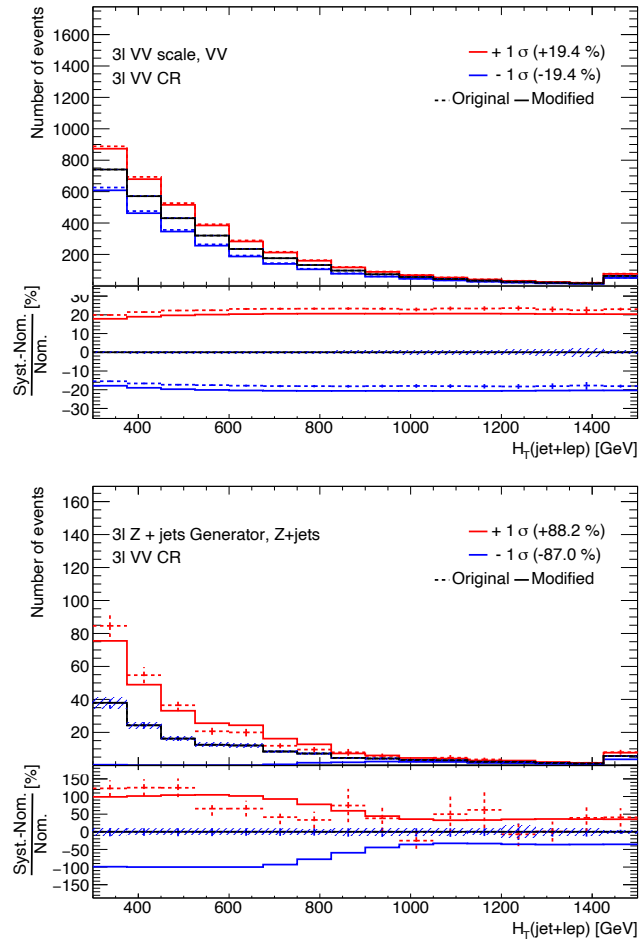 Number of events
1600
1400
1200
1000
800
600
400
200
3l VV scale, VV
3l VV CR
+ 1 σ (+19.4 %)
- 1 σ (-19.4 %)
Original Modified
Syst.-Nom.
Nom.
[%]
30
20
10
0
−10
−20
−30
400 600 800 1000 1200 1400
H_T(jet+lep) [GeV]
Number of events
160
140
120
100
80
60
40
20
3l Z + jets Generator, Z+jets
3l VV CR
+ 1 σ (+88.2 %)
- 1 σ (-87.0 %)
Original Modified
Syst.-Nom.
Nom.
[%]
150
100
50
0
−50
−100
−150
400 600 800 1000 1200 1400
H_T(jet+lep) [GeV]